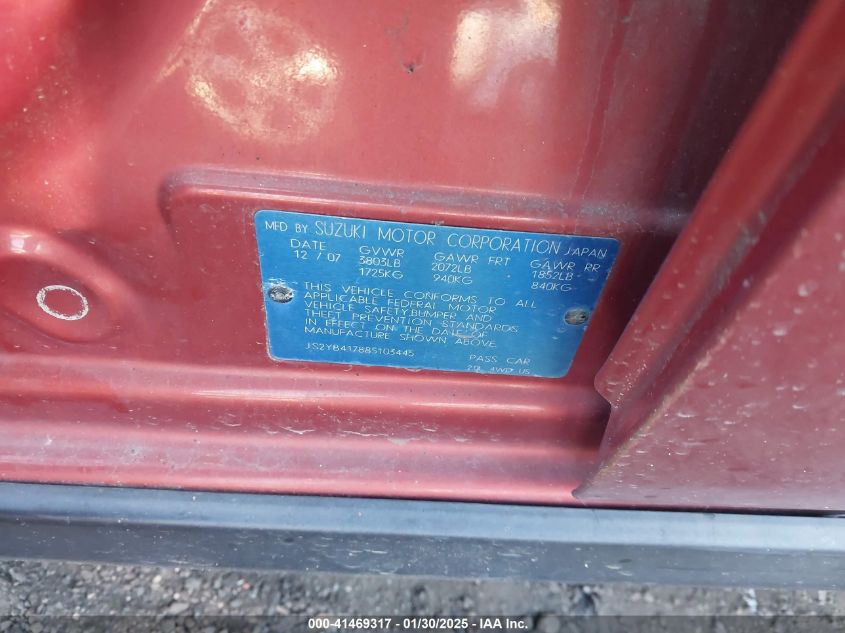 MFD BY SUZUKI MOTOR CORPORATION JAPAN
DATE GVWR GAWR FRT GAWR RR
12 / 07 3803LB 2072LB 1852LB
1725KG 940KG 840KG
THIS VEHICLE CONFORMS TO ALL
APPLICABLE FEDERAL MOTOR
VEHICLE SAFETY,BUMPER AND
THEFT PREVENTION STANDARDS
IN EFFECT ON THE DATE OF
MANUFACTURE SHOWN ABOVE.
JS2YB417885103445 PASS CAR
4WD US
000-41469317 - 01/30/2025 - IAA Inc.